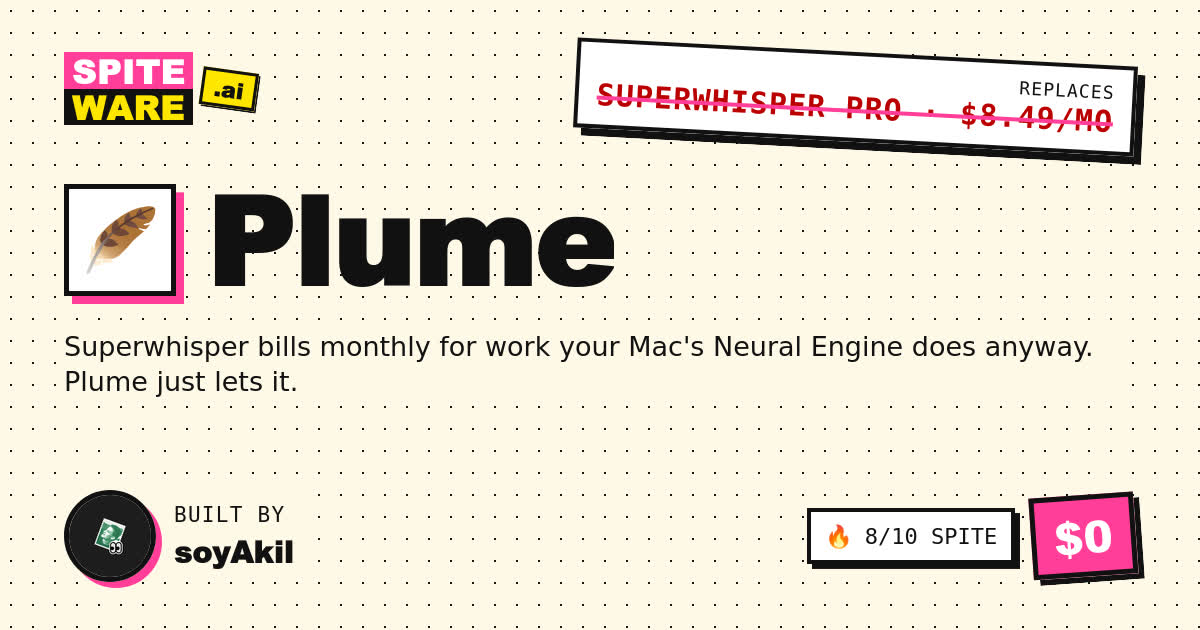 SPITE
WARE
.ai
REPLACES
SUPERWHISPER PRO · $8.49/MO
Plume
Superwhisper bills monthly for work your Mac's Neural Engine does anyway.
Plume just lets it.
BUILT BY
soyAkil
🔥 8/10 SPITE
$0